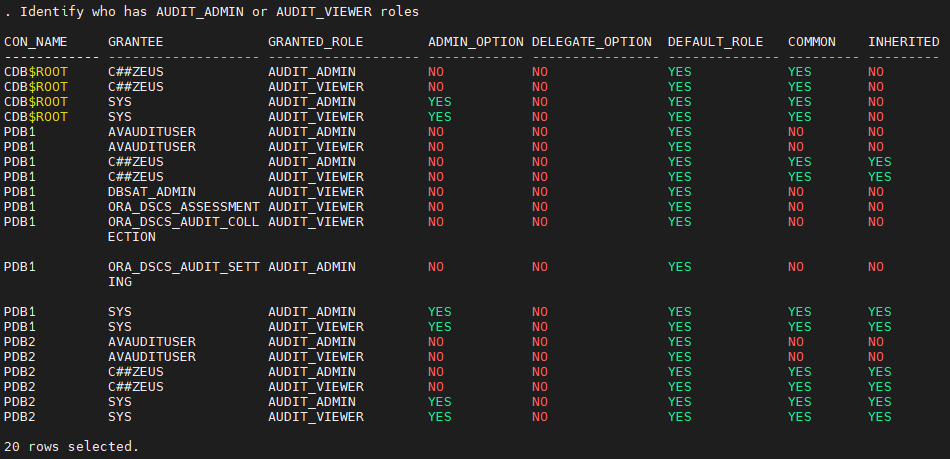 . Identify who has AUDIT_ADMIN or AUDIT_VIEWER roles
CON_NAME GRANTEE GRANTED_ROLE ADMIN_OPTION DELEGATE_OPTION DEFAULT_ROLE COMMON INHERITED
------------ ------------------- ------------------- ------------ --------------- -------------- --------- ---------
CDB$ROOT C##ZEUS AUDIT_ADMIN NO NO YES YES NO
CDB$ROOT C##ZEUS AUDIT_VIEWER NO NO YES YES NO
CDB$ROOT SYS AUDIT_ADMIN YES NO YES YES NO
CDB$ROOT SYS AUDIT_VIEWER YES NO YES YES NO
PDB1 AVAUDITUSER AUDIT_ADMIN NO NO YES NO NO
PDB1 AVAUDITUSER AUDIT_VIEWER NO NO YES NO NO
PDB1 C##ZEUS AUDIT_ADMIN NO NO YES YES YES
PDB1 C##ZEUS AUDIT_VIEWER NO NO YES YES YES
PDB1 DBSAT_ADMIN AUDIT_VIEWER NO NO YES NO NO
PDB1 ORA_DSCS_ASSESSMENT AUDIT_VIEWER NO NO YES NO NO
PDB1 ORA_DSCS_AUDIT_COLL AUDIT_VIEWER NO NO YES NO NO
ECTION
PDB1 ORA_DSCS_AUDIT_SETT AUDIT_ADMIN NO NO YES NO NO
ING
PDB1 SYS AUDIT_ADMIN YES NO YES YES YES
PDB1 SYS AUDIT_VIEWER YES NO YES YES YES
PDB2 AVAUDITUSER AUDIT_ADMIN NO NO YES NO NO
PDB2 AVAUDITUSER AUDIT_VIEWER NO NO YES NO NO
PDB2 C##ZEUS AUDIT_ADMIN NO NO YES YES YES
PDB2 C##ZEUS AUDIT_VIEWER NO NO YES YES YES
PDB2 SYS AUDIT_ADMIN YES NO YES YES YES
PDB2 SYS AUDIT_VIEWER YES NO YES YES YES
20 rows selected.